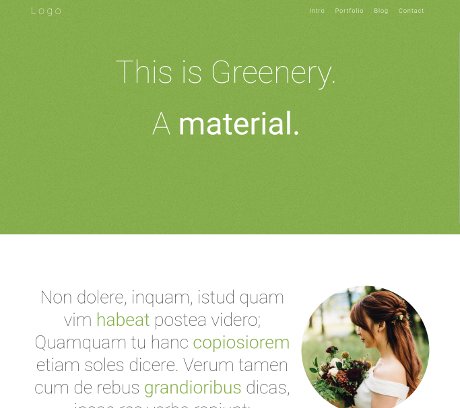 Logo
Intro Portfolio Blog Contact
This is Greenery.
A material.
Non dolere, inquam, istud quam
vim habeat postea videro;
Quamquam tu hanc copiosiorem
etiam soles dicere. Verum tamen
cum de rebus grandioribus dicas,